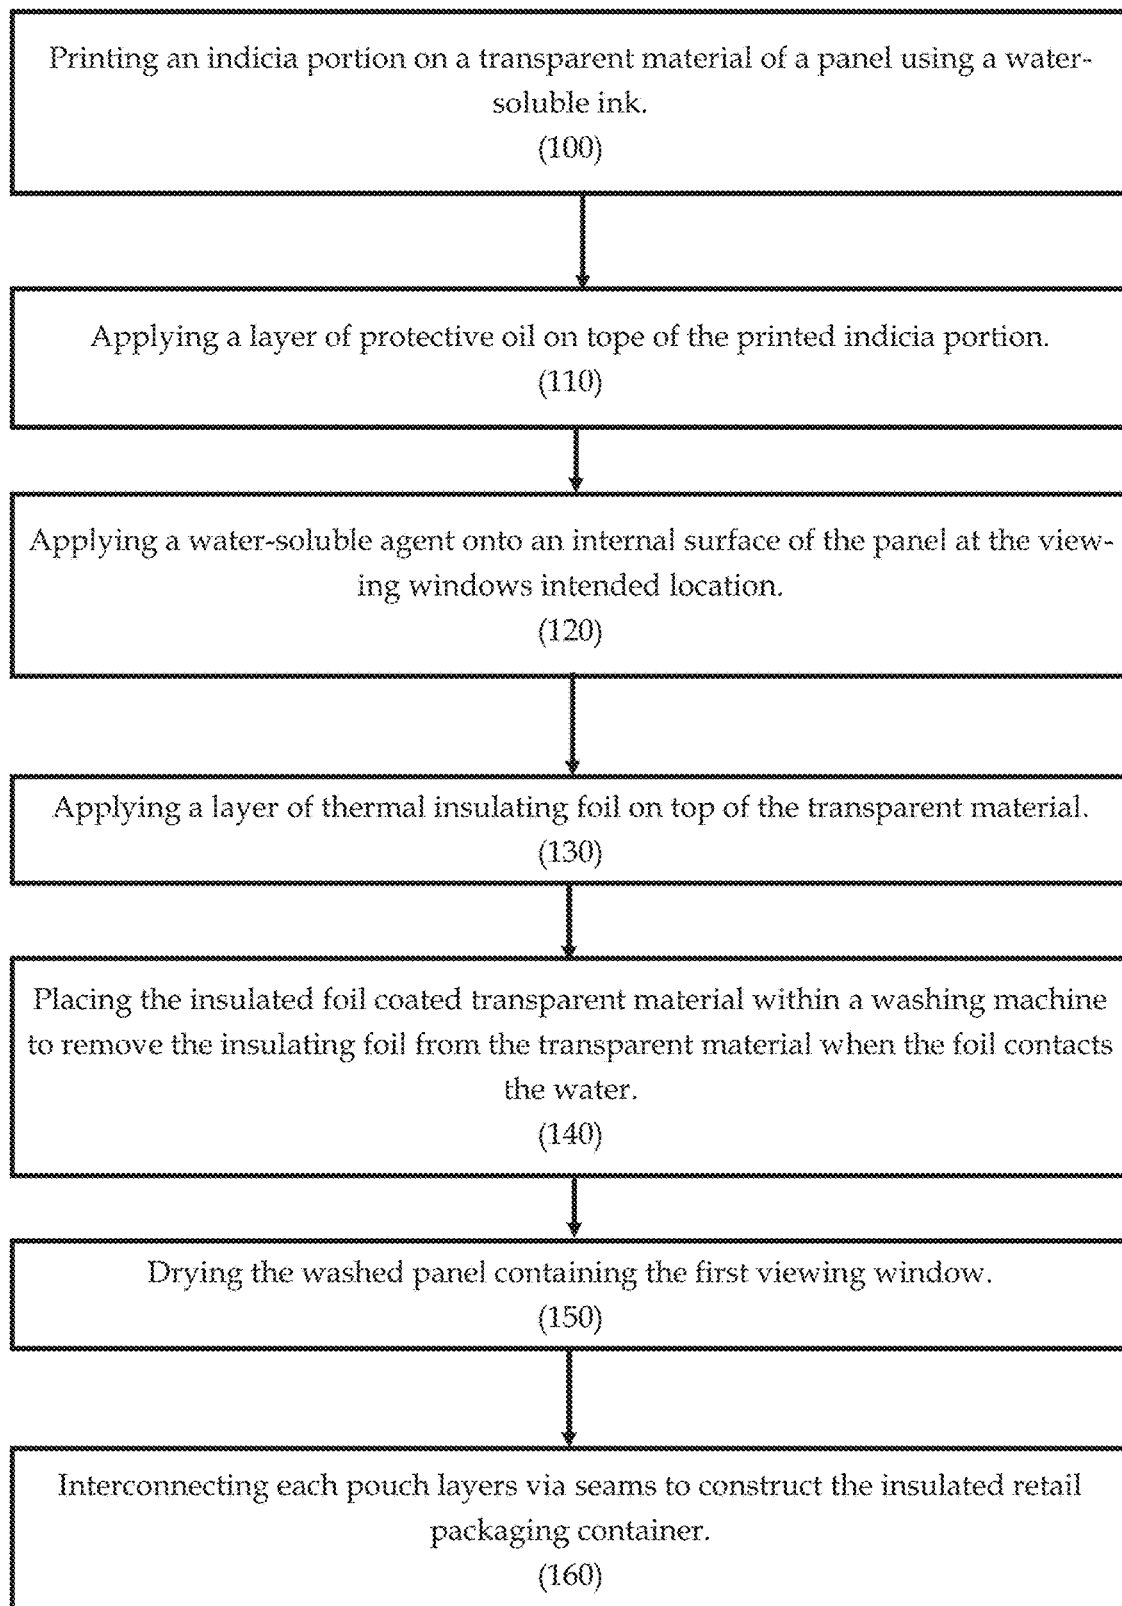 Printing an indicia portion on a transparent material of a panel using a water-
soluble ink.
(100)
Applying a layer of protective oil on tope of the printed indicia portion.
(110)
Applying a water-soluble agent onto an internal surface of the panel at the view-
ing windows intended location.
(120)
Applying a layer of thermal insulating foil on top of the transparent material.
(130)
Placing the insulated foil coated transparent material within a washing machine
to remove the insulating foil from the transparent material when the foil contacts
the water.
(140)
Drying the washed panel containing the first viewing window.
(150)
Interconnecting each pouch layers via seams to construct the insulated retail
packaging container.
(160)